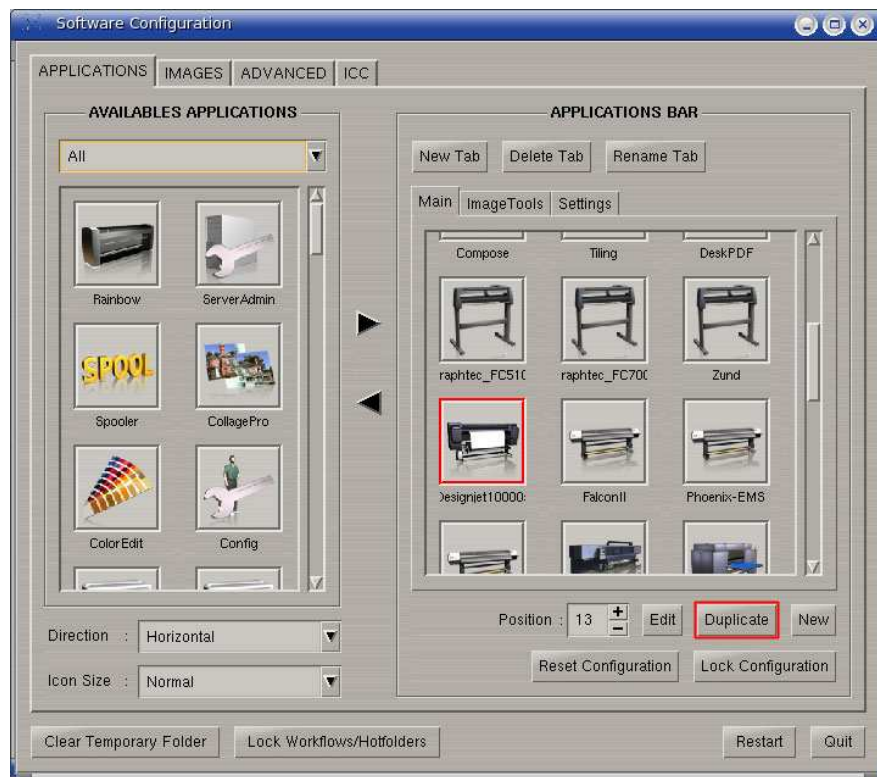 Software Configuration
APPLICATIONS IMAGES ADVANCED ICC
AVAILABLES APPLICATIONS
All
Rainbow ServerAdmin
SPOOL
Spooler CollagePro
ColorEdit Config
Direction : Horizontal
Icon Size : Normal
APPLICATIONS BAR
New Tab Delete Tab Rename Tab
Main ImageTools Settings
Compose Tiling DeskPDF
raphtec_FC510 raphtec_FC700 Zund
Designjet10000s FalconII Phoenix-EMS
Position : 13 + - Edit Duplicate New
Reset Configuration Lock Configuration
Clear Temporary Folder Lock Workflows/Hotfolders Restart Quit